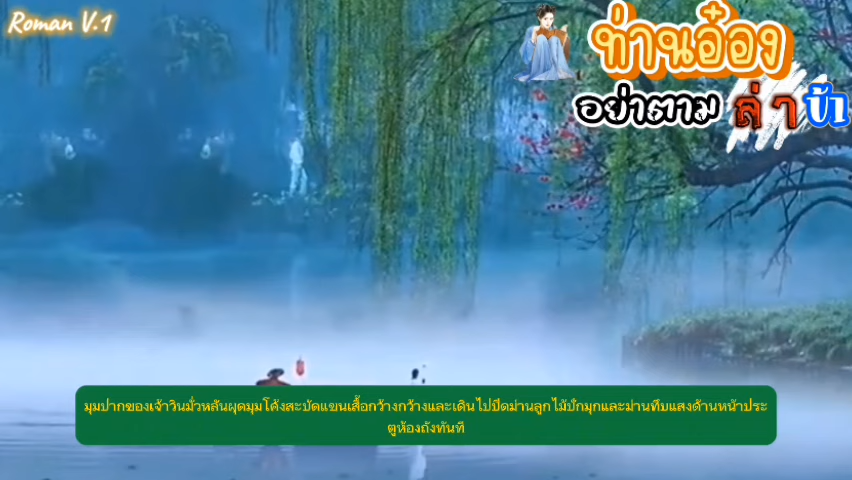 Roman V.1
ท่านอ๋อง
อย่าตาม ล่า ข้า
มุมปากของเจ้าวินมั่วหลันผุดมุมโค้งสะบัดแขนเสื้อกว้างกว้างและเดินไปปิดม่านลูกไม้ปักมุกและม่านทึบแสงด้านหน้าประ
ตูห้องถังทันที